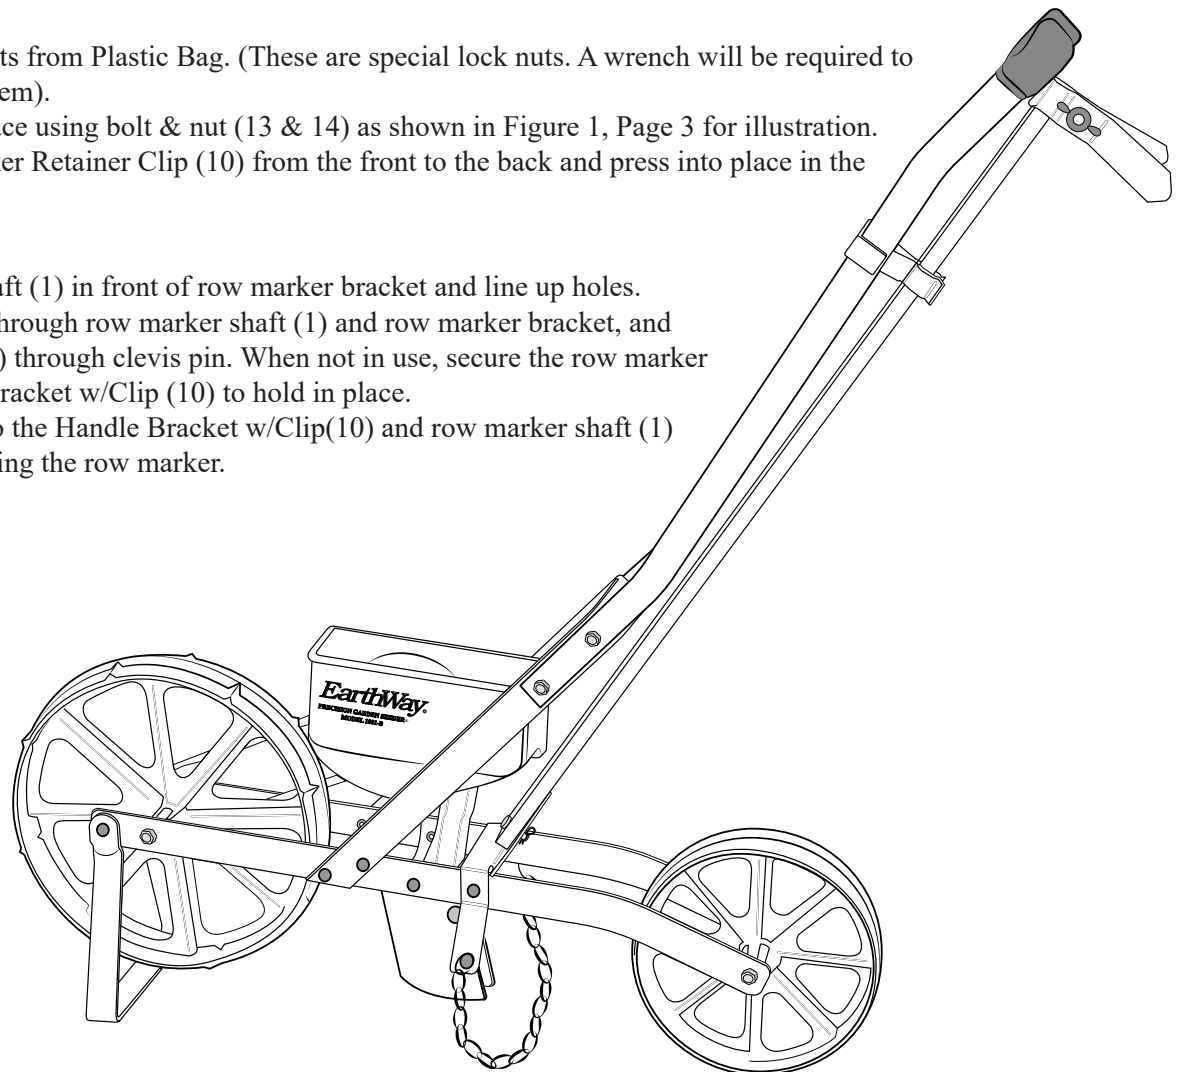 ts from Plastic Bag. (These are special lock nuts. A wrench will be required to
em).
ce using bolt & nut (13 & 14) as shown in Figure 1, Page 3 for illustration.
er Retainer Clip (10) from the front to the back and press into place in the
aft (1) in front of row marker bracket and line up holes.
hrough row marker shaft (1) and row marker bracket, and
) through clevis pin. When not in use, secure the row marker
racket w/Clip (10) to hold in place.
o the Handle Bracket w/Clip(10) and row marker shaft (1)
ing the row marker.
EarthWay®
PRECISION GARDEN SEEDER®
MODEL 1001-B